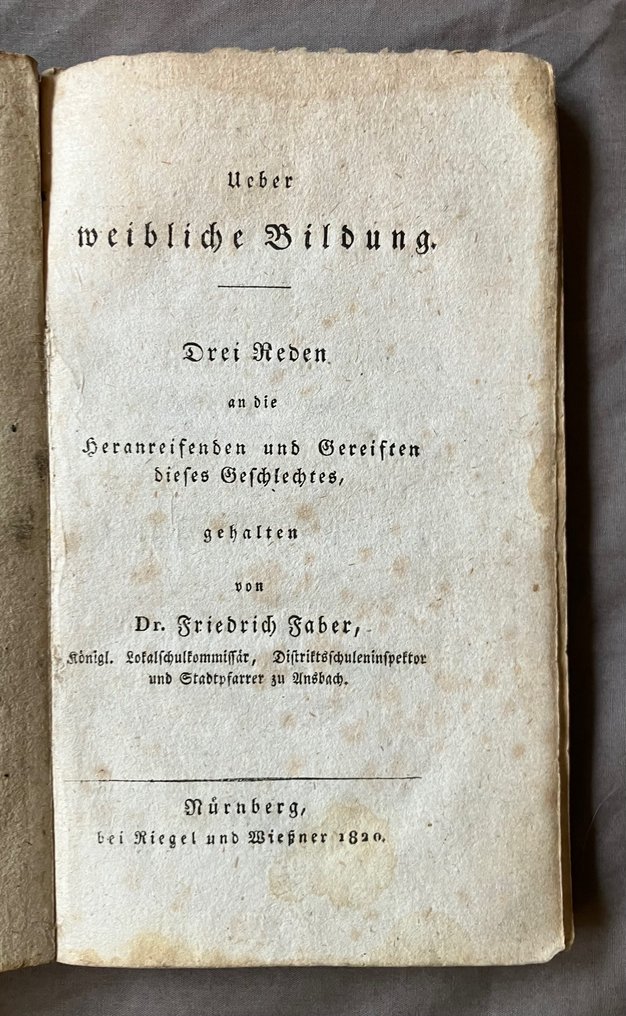 Ueber
weibliche Bildung.
Drei Reden
an die
Heranreifenden und Gereiften
dieses Geschlechtes,
gehalten
von
Dr. Friedrich Faber,
Königl. Lokalschulkommissär, Distriktsschuleninspektor
und Stadtpfarrer zu Ansbach.
Nürnberg,
bei Riegel und Wießner 1820.